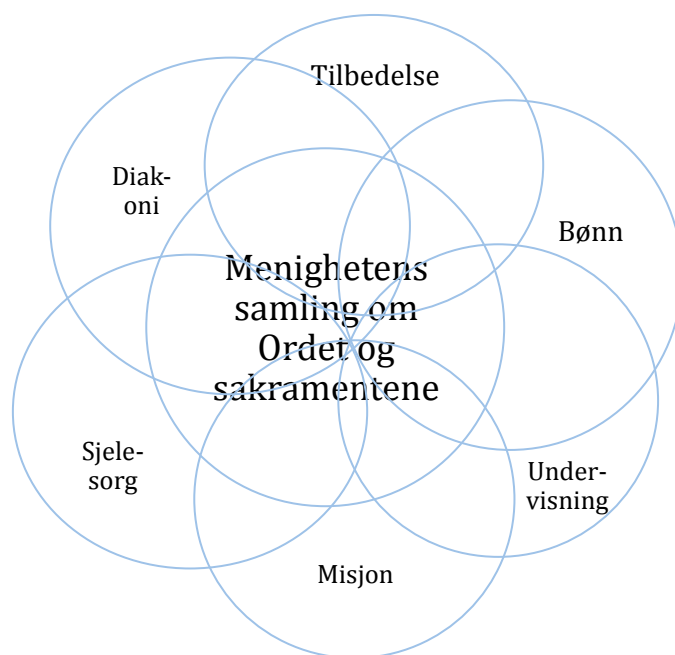 Tilbedelse
Diak-
oni
Bønn
Menighetens
samling om
Ordet og
sakramentene
Sjele-
sorg
Under-
visning
Misjon